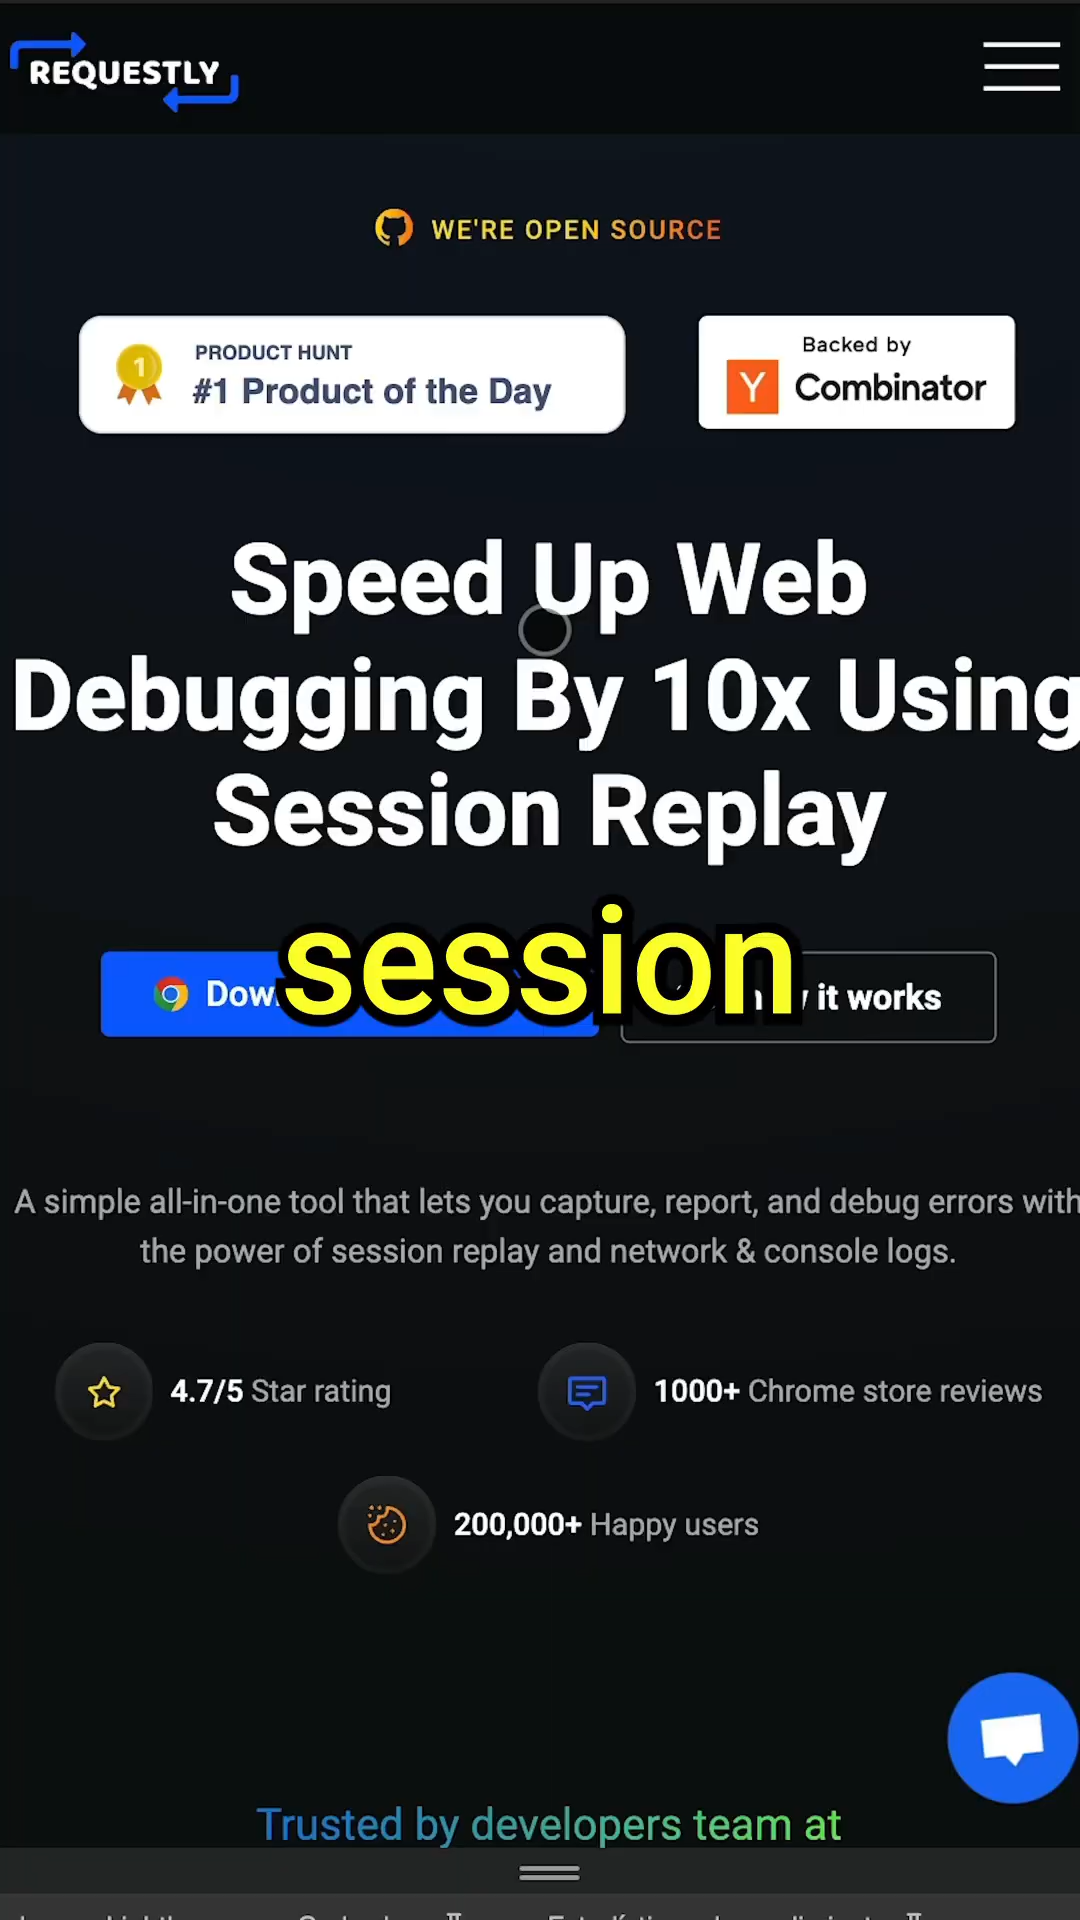 REQUESTLY
WE'RE OPEN SOURCE
PRODUCT HUNT
#1 Product of the Day
Backed by
Y Combinator
Speed Up Web
Debugging By 10x Using
Session Replay
session
it works
A simple all-in-one tool that lets you capture, report, and debug errors with
the power of session replay and network & console logs.
4.7/5 Star rating
1000+ Chrome store reviews
200,000+ Happy users
Trusted by developers team at